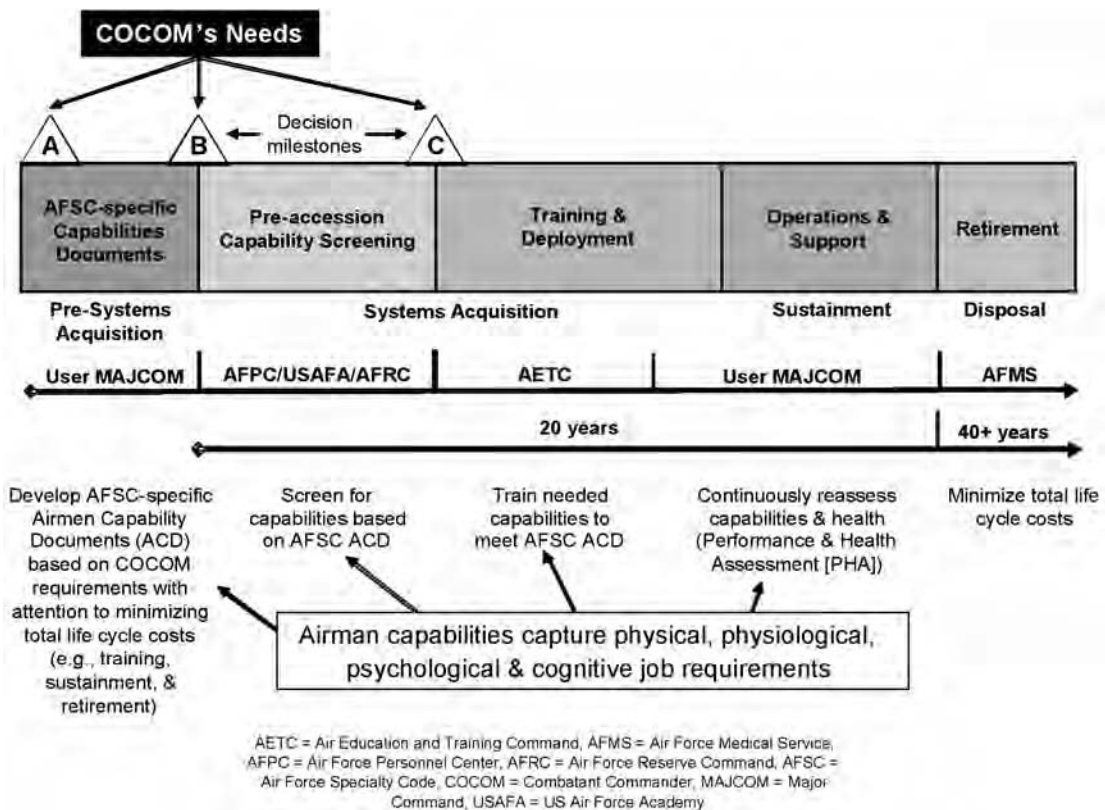 COCOM's Needs
A
B
Decision
milestones
C
AFSC-specific
Capabilities
Documents
Pre-accession
Capability Screening
Training &
Deployment
Operations &
Support
Retirement
Pre-Systems
Acquisition
Systems Acquisition
Sustainment
Disposal
User MAJCOM
AFPC/USAFA/AFRC
AETC
User MAJCOM
AFMS
20 years
40+ years
Develop AFSC-specific
Airmen Capability
Documents (ACD)
based on COCOM
requirements with
attention to minimizing
total life cycle costs
(e.g., training,
sustainment, &
retirement)
Screen for
capabilities based
on AFSC ACD
Train needed
capabilities to
meet AFSC ACD
Continuously reassess
capabilities & health
(Performance & Health
Assessment [PHA])
Minimize total life
cycle costs
Airman capabilities capture physical, physiological,
psychological & cognitive job requirements
AETC = Air Education and Training Command, AFMS = Air Force Medical Service,
AFPC = Air Force Personnel Center, AFRC = Air Force Reserve Command, AFSC =
Air Force Specialty Code, COCOM = Combatant Commander, MAJCOM = Major
Command, USAFA = US Air Force Academy